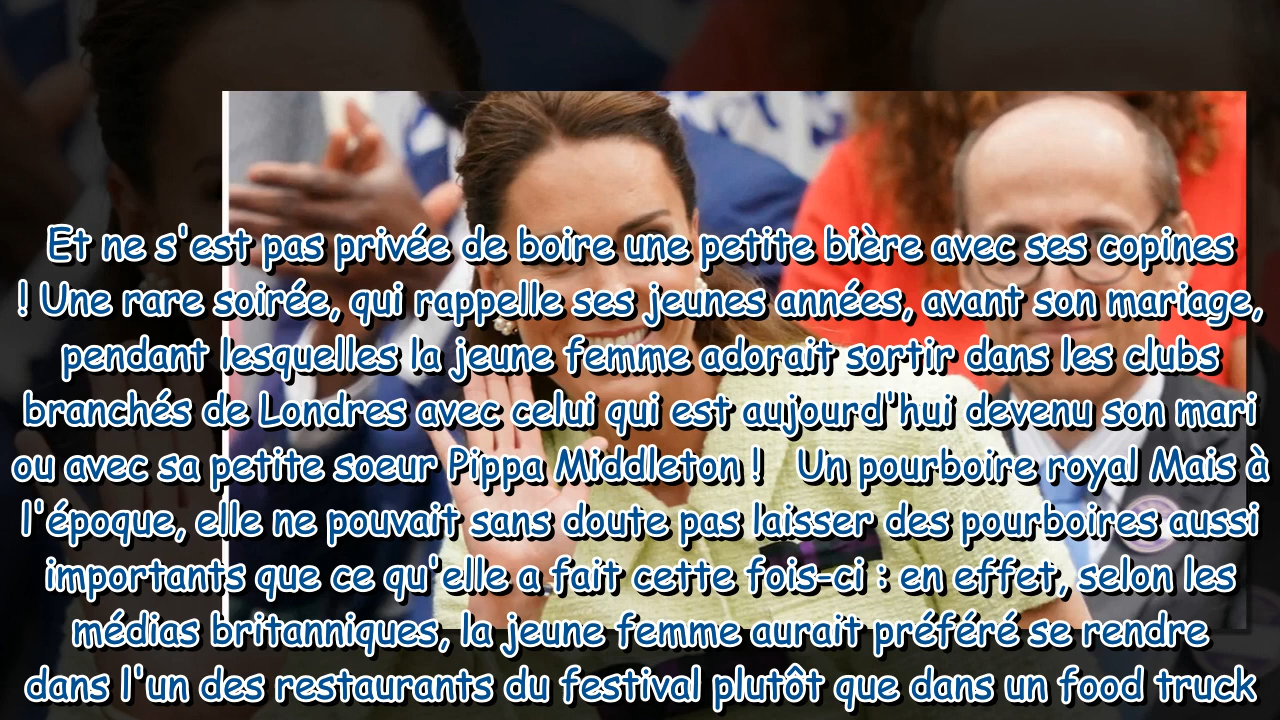 Et ne s'est pas privée de boire une petite bière avec ses copines
! Une rare soirée, qui rappelle ses jeunes années, avant son mariage,
pendant lesquelles la jeune femme adorait sortir dans les clubs
branchés de Londres avec celui qui est aujourd'hui devenu son mari
ou avec sa petite soeur Pippa Middleton ! Un pourboire royal Mais à
l'époque, elle ne pouvait sans doute pas laisser des pourboires aussi
importants que ce qu'elle a fait cette fois-ci : en effet, selon les
médias britanniques, la jeune femme aurait préféré se rendre
dans l'un des restaurants du festival plutôt que dans un food truck